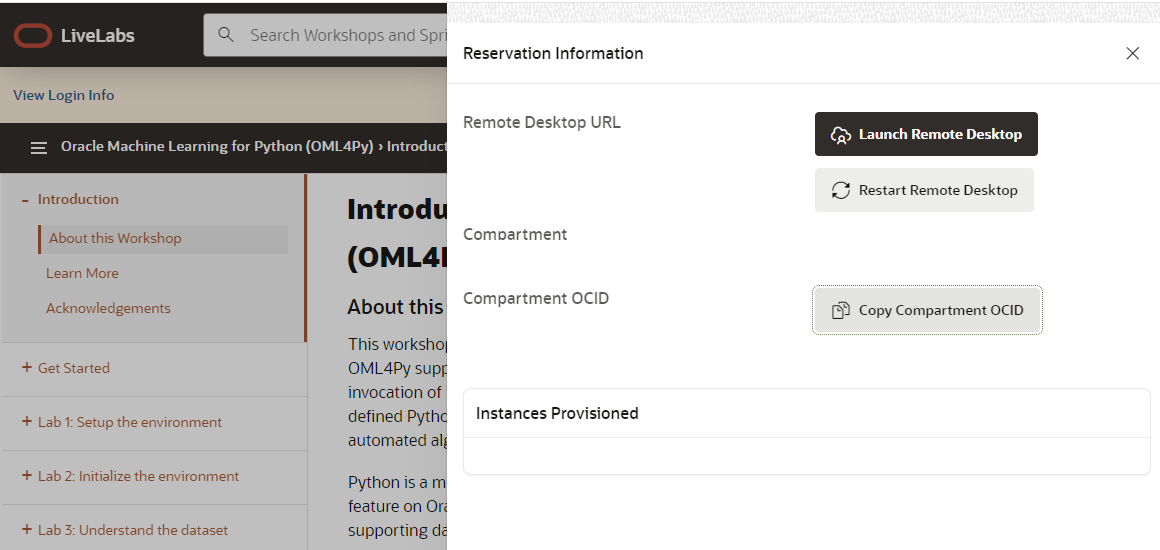 LiveLabs
Search Workshops and Spri
View Login Info
Oracle Machine Learning for Python (OML4Py) › Introduct
- Introduction
About this Workshop
Learn More
Acknowledgements
+ Get Started
+ Lab 1: Setup the environment
+ Lab 2: Initialize the environment
+ Lab 3: Understand the dataset
Introdu
(OML4
About this
This workshop
OML4Py supp
invocation of
defined Pytho
automated alg
Python is a m
feature on Ora
supporting da
Reservation Information
Remote Desktop URL
Launch Remote Desktop
Restart Remote Desktop
Compartment
Compartment OCID
Copy Compartment OCID
Instances Provisioned